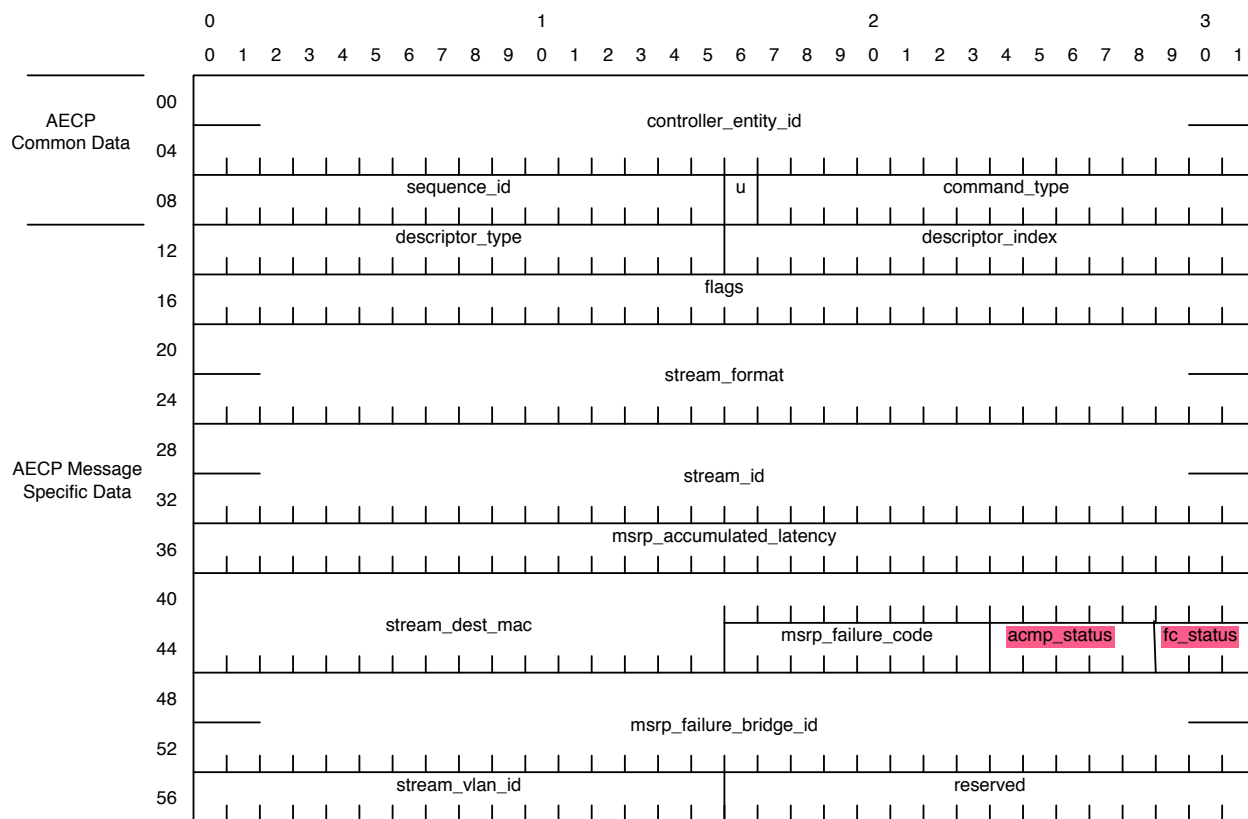 0 1 2 3
0 1 2 3 4 5 6 7 8 9 0 1 2 3 4 5 6 7 8 9 0 1 2 3 4 5 6 7 8 9 0 1
AECP
Common Data
00
controller_entity_id
04
sequence_id u command_type
08
descriptor_type descriptor_index
12
flags
16
20
stream_format
24
AECP Message
Specific Data
28
stream_id
32
msrp_accumulated_latency
36
40
stream_dest_mac
msrp_failure_code acmp_status fc_status
44
48
msrp_failure_bridge_id
52
stream_vlan_id reserved
56